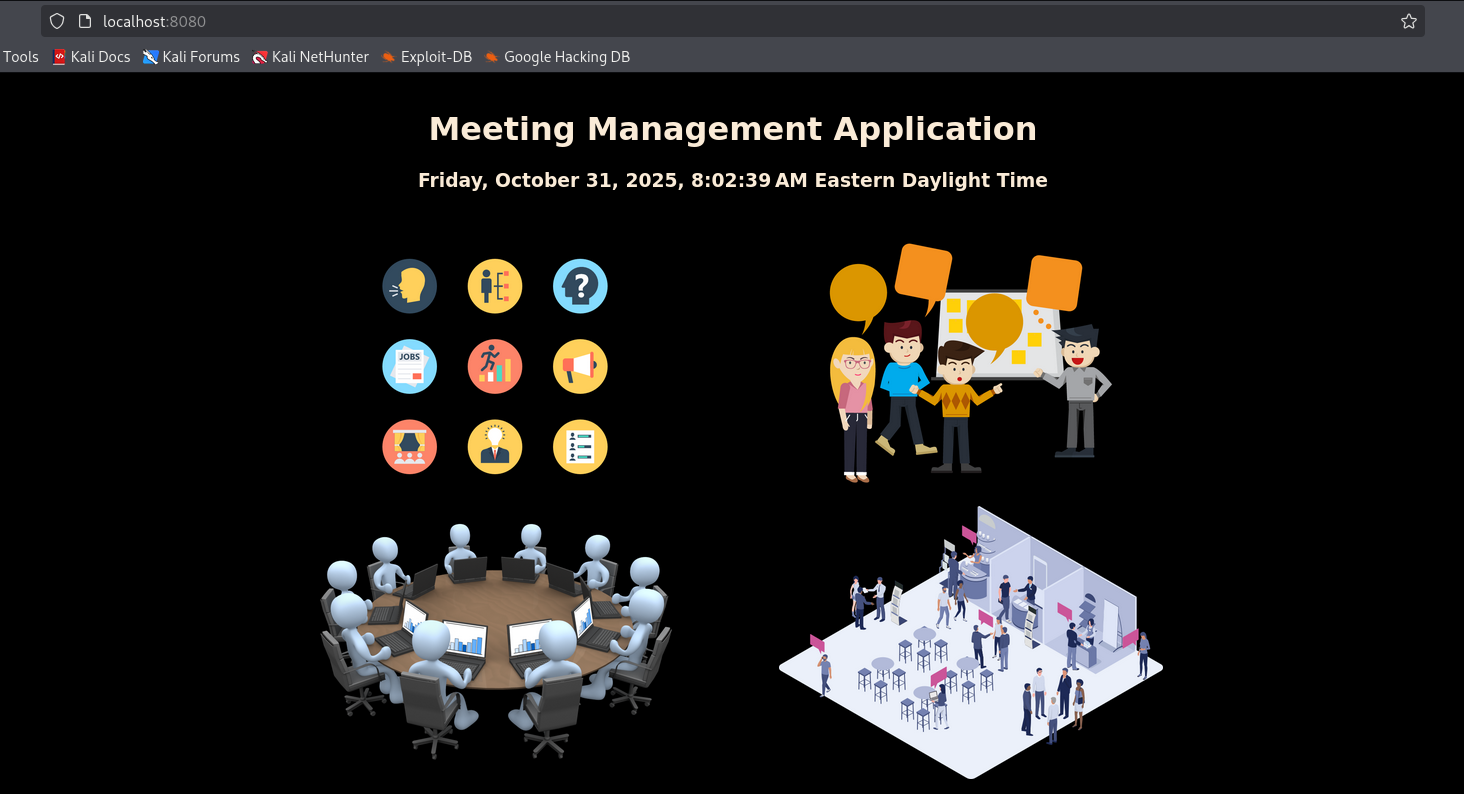 localhost:8080
Tools Kali Docs Kali Forums Kali NetHunter Exploit-DB Google Hacking DB
Meeting Management Application
Friday, October 31, 2025, 8:02:39 AM Eastern Daylight Time
?
JOBS